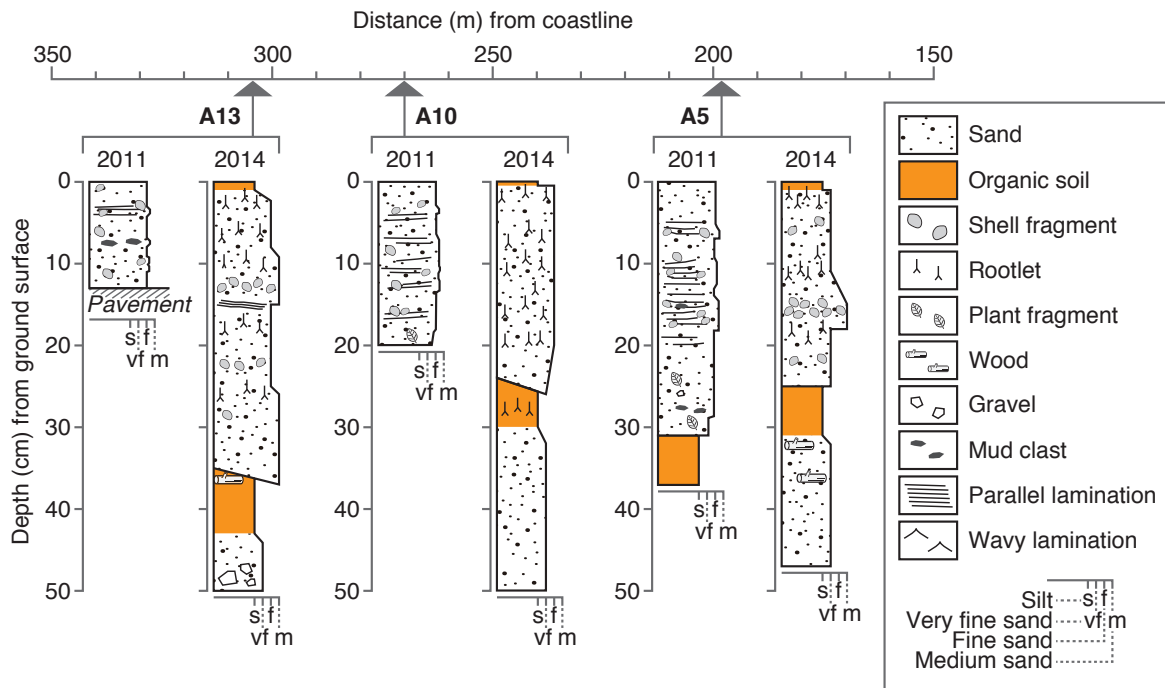 Distance (m) from coastline
350 300 250 200 150
A13 A10 A5
2011 2014 2011 2014 2011 2014
Depth (cm) from ground surface
0 0 0
10 10 10
20 20 20
30 30 30
40 40 40
50 50 50
Pavement
s f
vf m
s f
vf m
s f
vf m
s f
vf m
s f
vf m
s f
vf m
Sand
Organic soil
Shell fragment
Rootlet
Plant fragment
Wood
Gravel
Mud clast
Parallel lamination
Wavy lamination
Silt s f
Very fine sand vf m
Fine sand
Medium sand